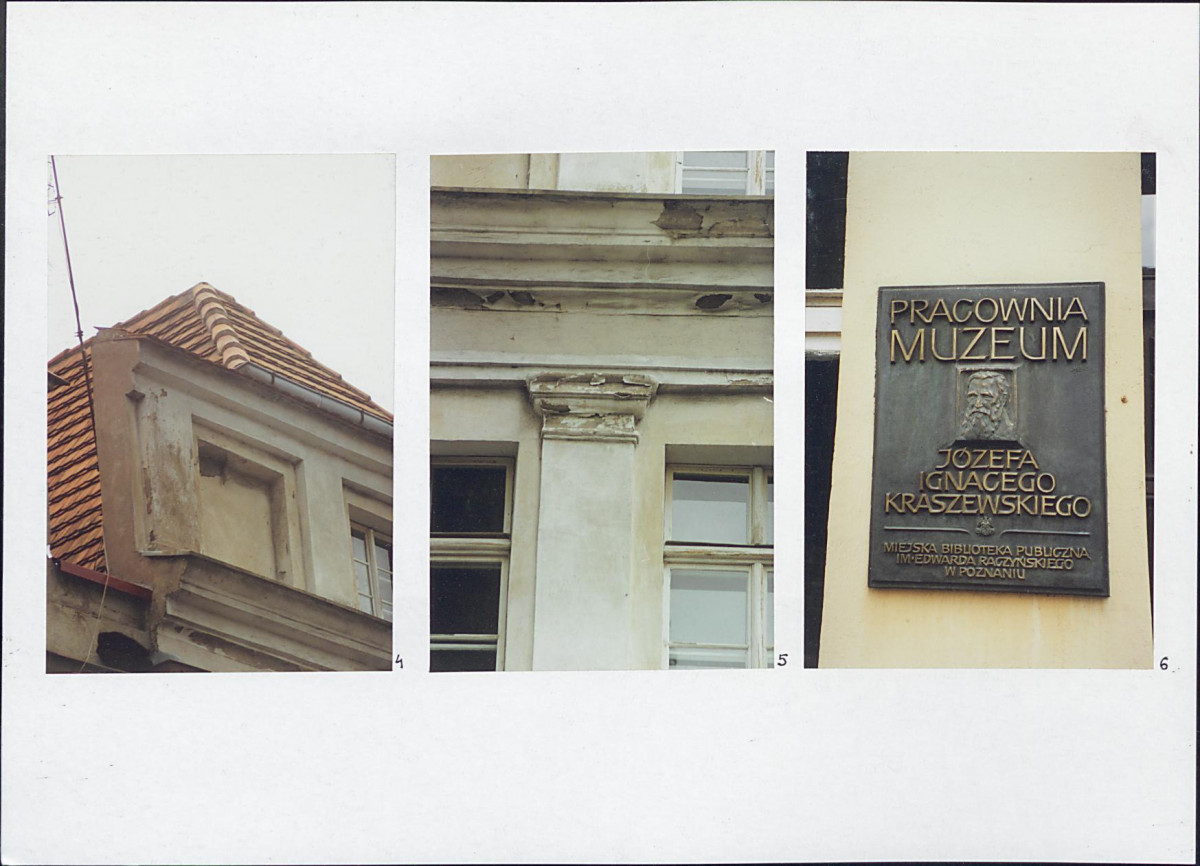 PRACOWNIA
MUZEUM
JÓZEFA
IGNACEGO
KRASZEWSKIEGO
MIEJSKA BIBLIOTEKA PUBLICZNA
IM·EDWARDA RACZYŃSKIEGO
W POZNANIU
4
5
6